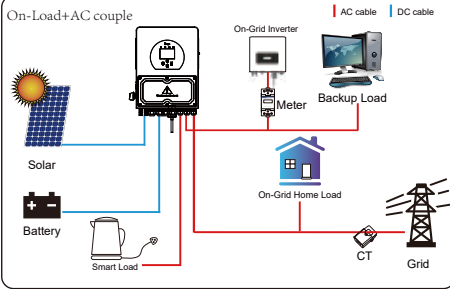 On-Load+AC couple
AC cable
DC cable
On-Grid Inverter
Meter
Backup Load
Solar
On-Grid Home Load
Battery
Smart Load
CT
Grid